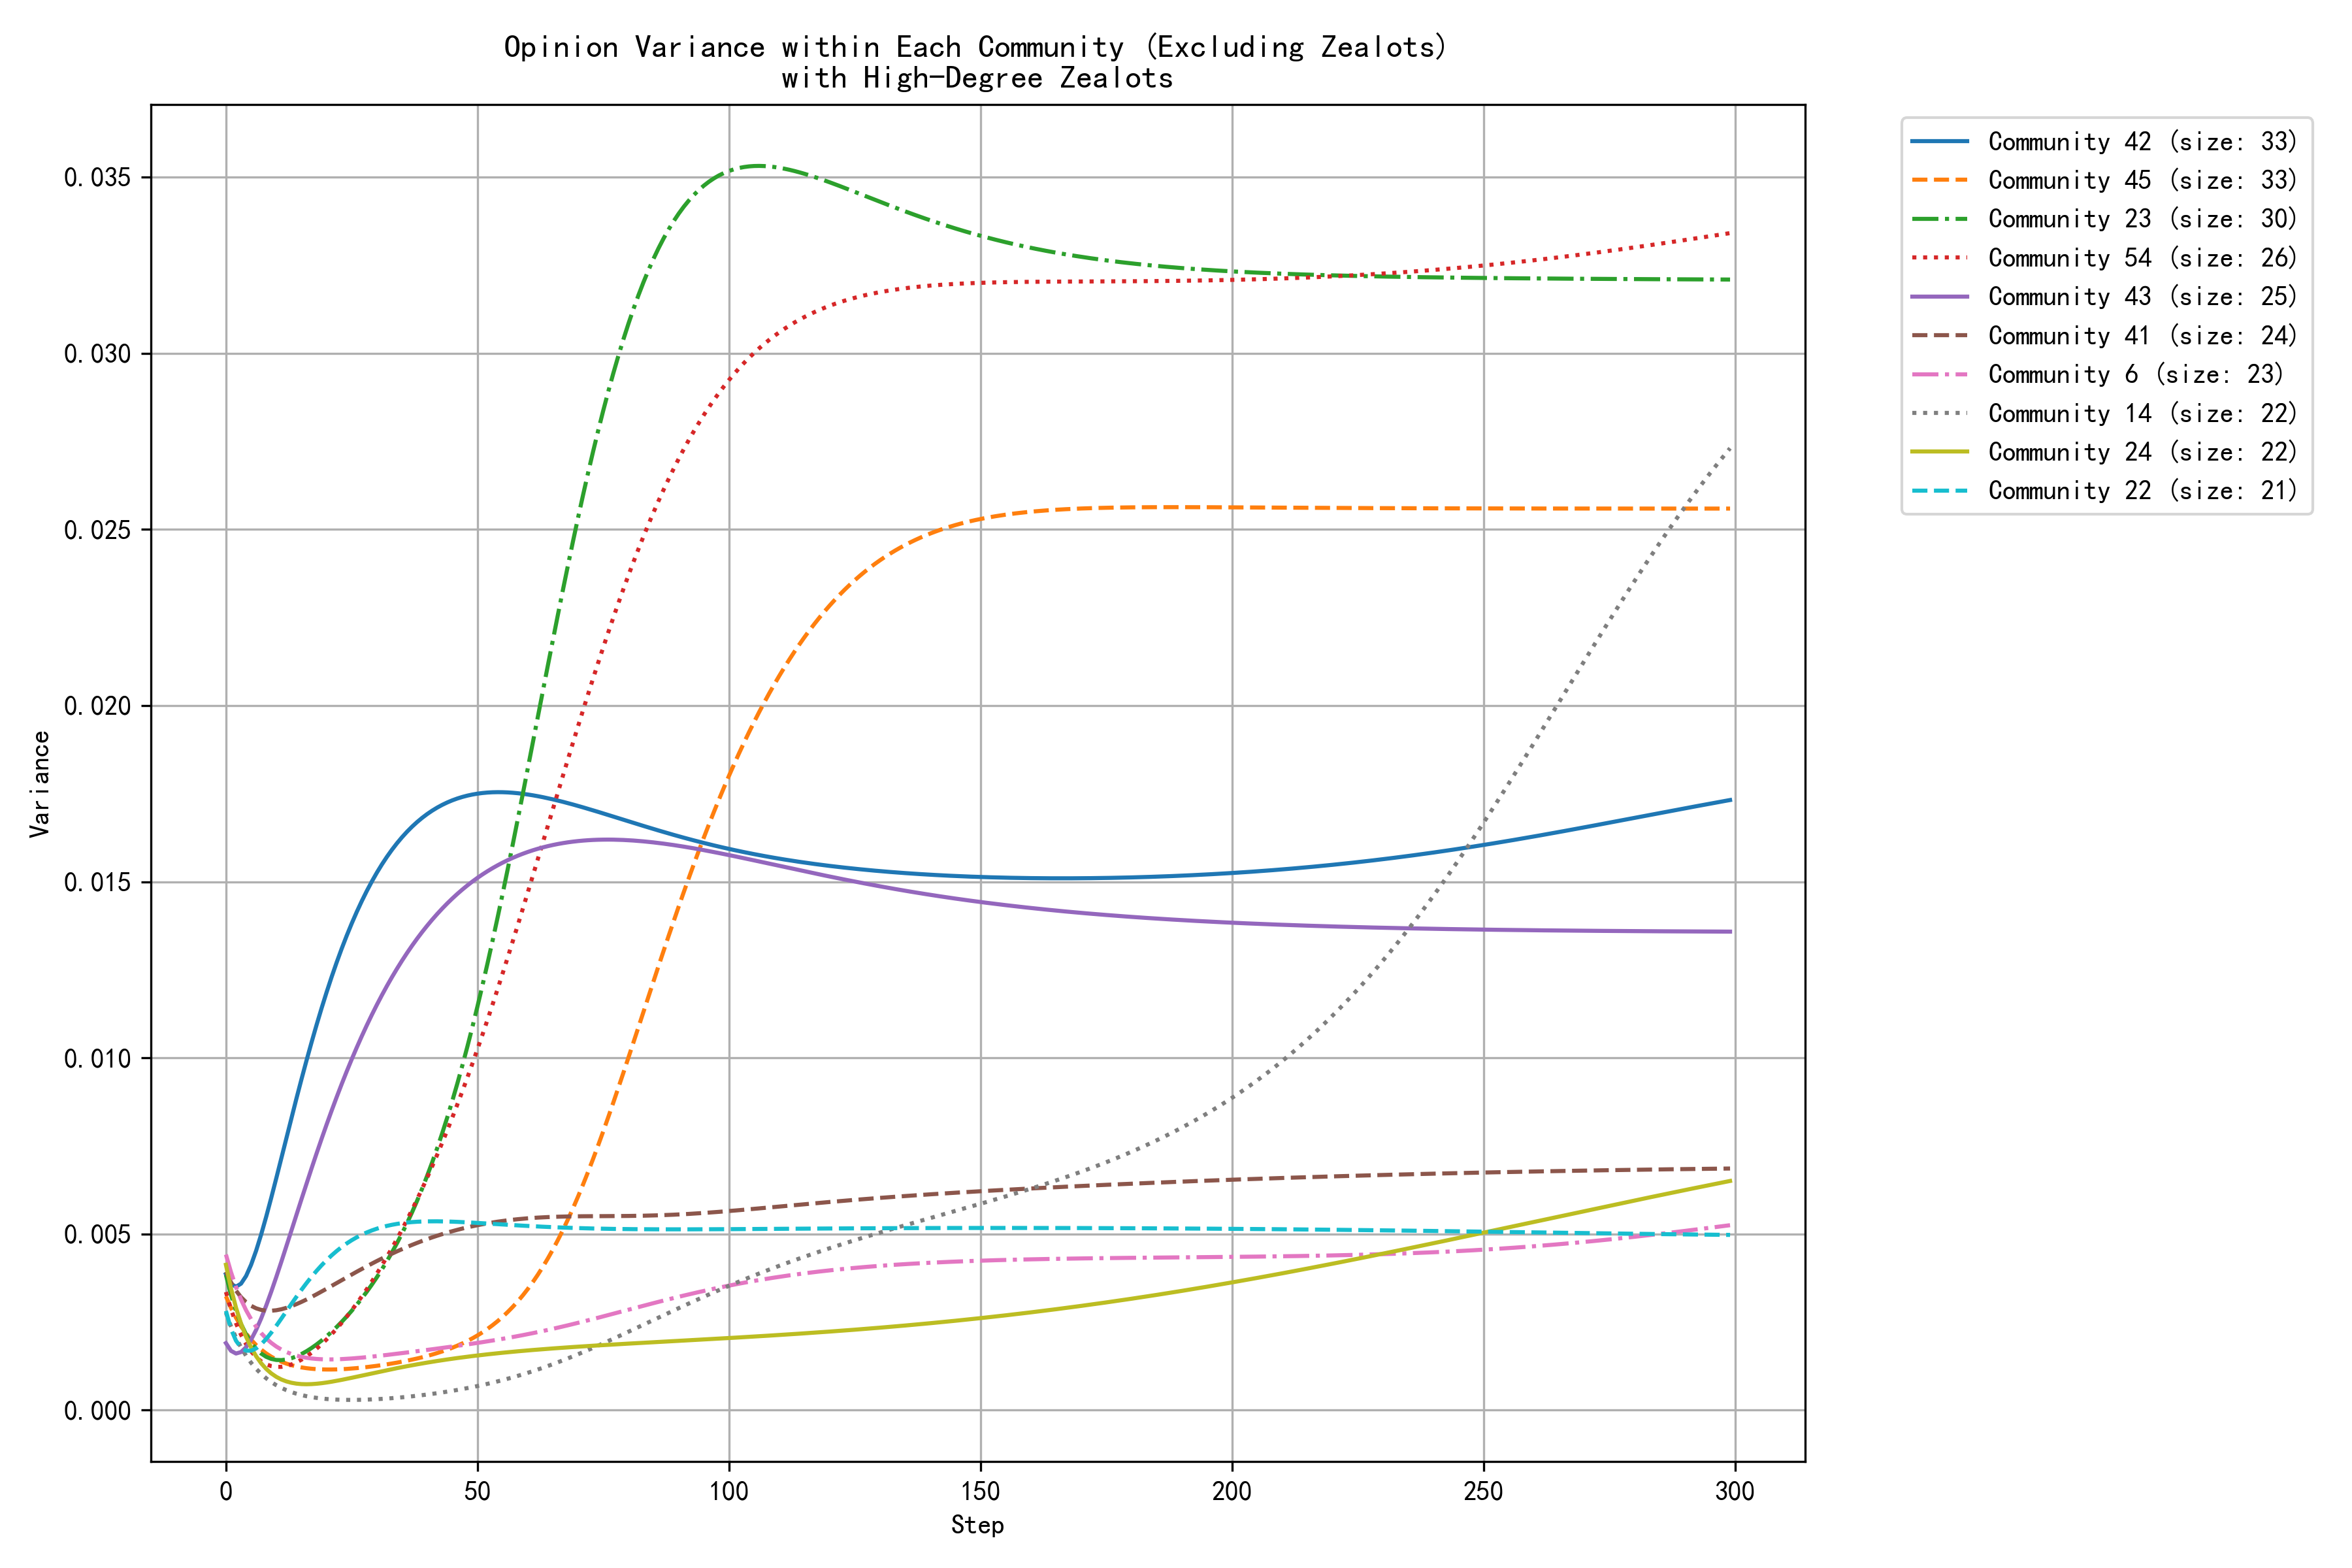 Opinion Variance within Each Community (Excluding Zealots)
with High-Degree Zealots
Variance
0.035
0.030
0.025
0.020
0.015
0.010
0.005
0.000
0
50
100
150
200
250
300
Step
Community 42 (size: 33)
Community 45 (size: 33)
Community 23 (size: 30)
Community 54 (size: 26)
Community 43 (size: 25)
Community 41 (size: 24)
Community 6 (size: 23)
Community 14 (size: 22)
Community 24 (size: 22)
Community 22 (size: 21)